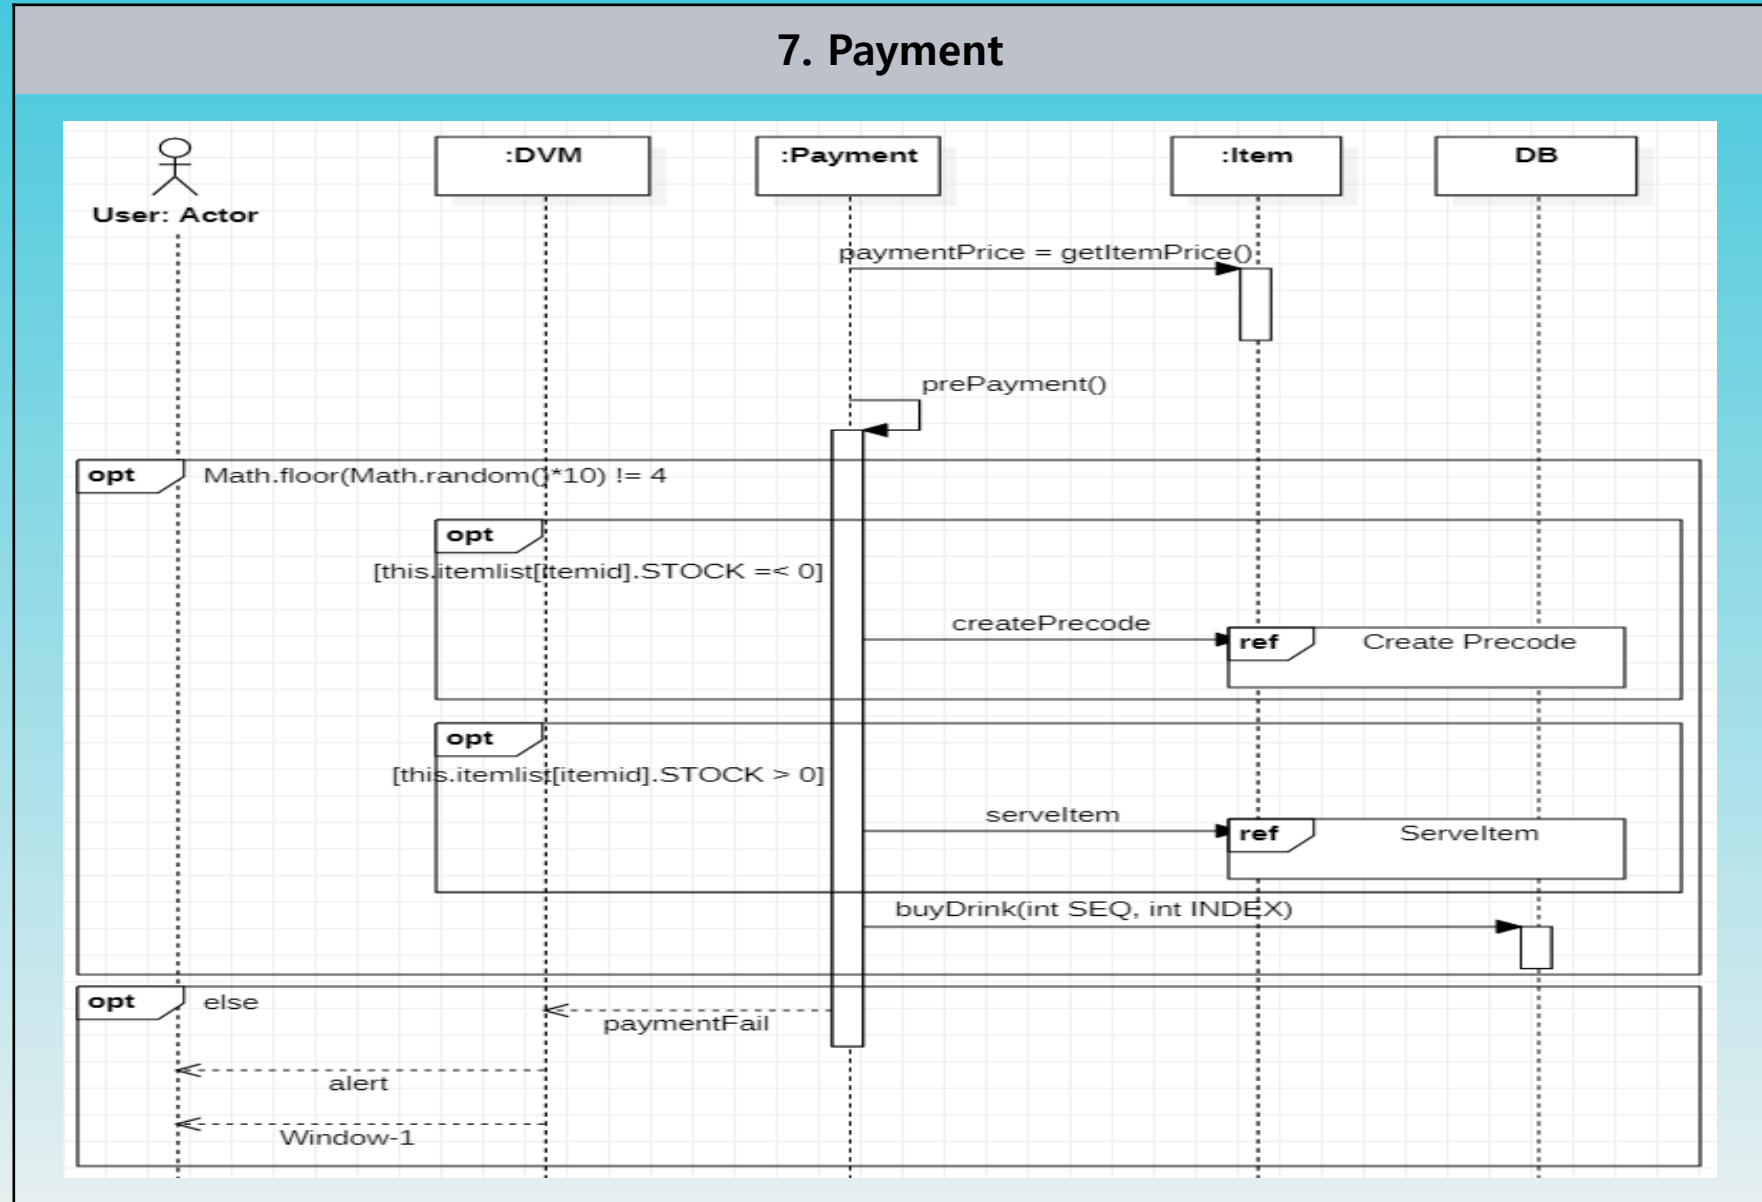 7. Payment
:DVM
:Payment
:Item
DB
User: Actor
paymentPrice = getItemPrice()
prePayment()
opt
Math.floor(Math.random()*10) != 4
opt
[this.itemlist[itemid].STOCK =< 0]
createPrecode
ref
Create Precode
opt
[this.itemlist[itemid].STOCK > 0]
serveItem
ref
ServeItem
buyDrink(int SEQ, int INDEX)
opt
else
paymentFail
alert
Window-1